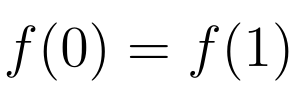 f(0) = f(1)